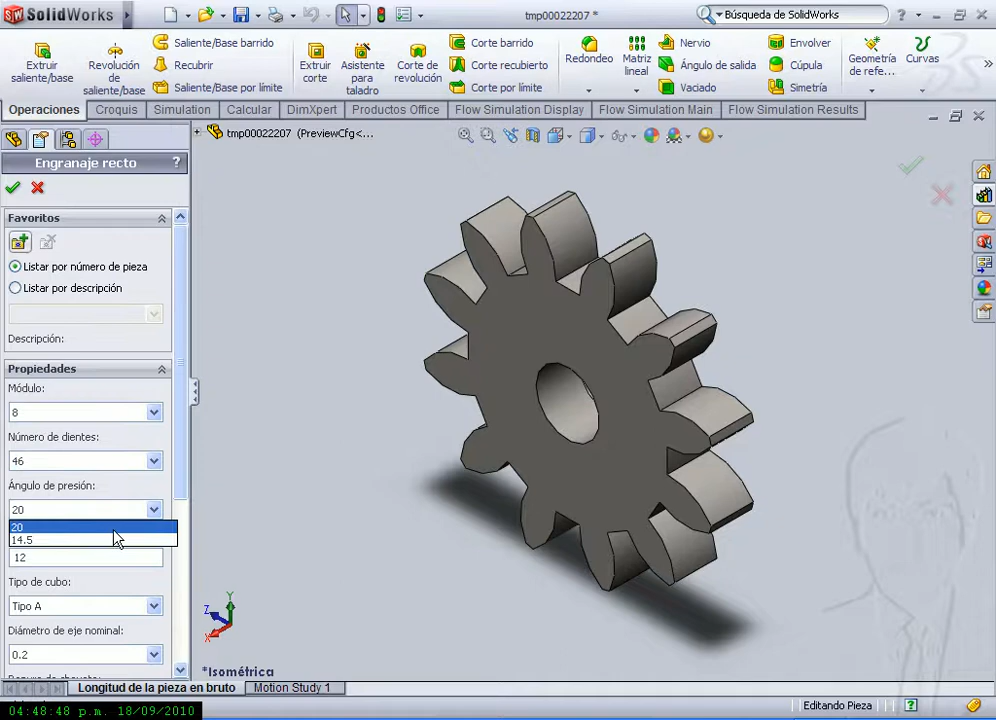 SolidWorks
tmp00022207 *
Búsqueda de SolidWorks
?
Extruir saliente/base
Revolución de saliente/base
Saliente/Base barrido
Recubrir
Saliente/Base por límite
Extruir corte
Asistente para taladro
Corte de revolución
Corte barrido
Corte recubierto
Corte por límite
Redondeo
Matriz lineal
Nervio
Ángulo de salida
Vaciado
Envolver
Cúpula
Simetría
Geometría de refe...
Curvas
»
Operaciones
Croquis
Simulation
Calcular
DimXpert
Productos Office
Flow Simulation Display
Flow Simulation Main
Flow Simulation Results
tmp00022207 (PreviewCfg<...
Engranaje recto
?
Favoritos
Listar por número de pieza
Listar por descripción
Descripción:
Propiedades
Módulo:
8
Número de dientes:
46
Ángulo de presión:
20
20
14.5
12
Tipo de cubo:
Tipo A
Diámetro de eje nominal:
0.2
Y
Z
X
*Isométrica
Longitud de la pieza en bruto
Motion Study 1
04:48:48 p.m. 18/09/2010
Editando Pieza
?